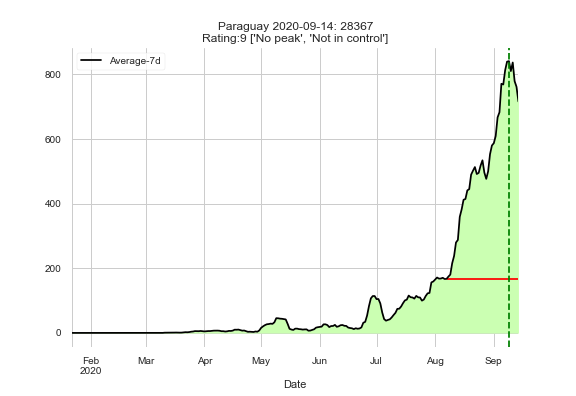 Paraguay 2020-09-14: 28367
Rating:9 ['No peak', 'Not in control']
Average-7d
800
600
400
200
0
Feb
2020
Mar
Apr
May
Jun
Jul
Aug
Sep
Date